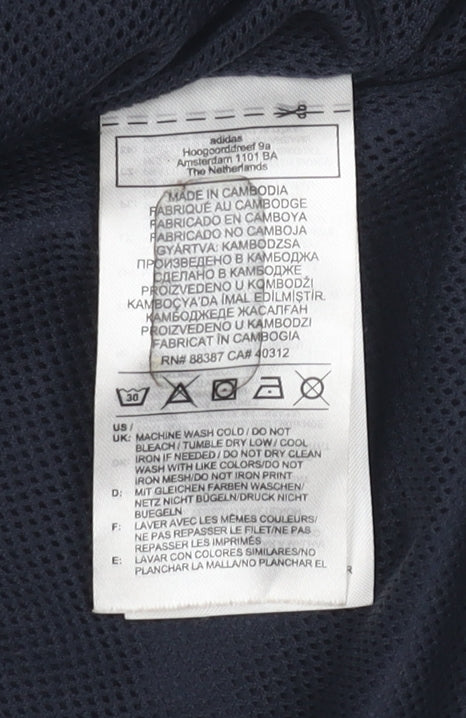 adidas
Hoogoorddreef 9a
Amsterdam 1101 BA
The Netherlands
MADE IN CAMBODIA
FABRIQUÉ AU CAMBODGE
FABRICADO EN CAMBOYA
FABRICADO NO CAMBOJA
GYÁRTVA: KAMBODZSA
ПРОИЗВЕДЕНО В КАМБОДЖА
СДЕЛАНО В КАМБОДЖЕ
PROIZVEDENO U KOMBODŽI
KAMBOÇYA'DA İMAL EDİLMİŞTİR.
КАМБОДЖЕДЕ ЖАСАЛҒАН
PROIZVEDENO U KAMBODZI
FABRICAT ÎN CAMBOGIA
RN# 88387 CA# 40312
30
US /
UK: MACHINE WASH COLD / DO NOT
BLEACH / TUMBLE DRY LOW / COOL
IRON IF NEEDED / DO NOT DRY CLEAN
WASH WITH LIKE COLORS/DO NOT
IRON MESH/DO NOT IRON PRINT
D: MIT GLEICHEN FARBEN WASCHEN/
NETZ NICHT BÜGELN/DRUCK NICHT
BUEGELN
F: LAVER AVEC LES MÊMES COULEURS/
NE PAS REPASSER LE FILET/NE PAS
REPASSER LES IMPRIMÉS
E: LAVAR CON COLORES SIMILARES/NO
PLANCHAR LA MALLA/NO PLANCHAR EL
R